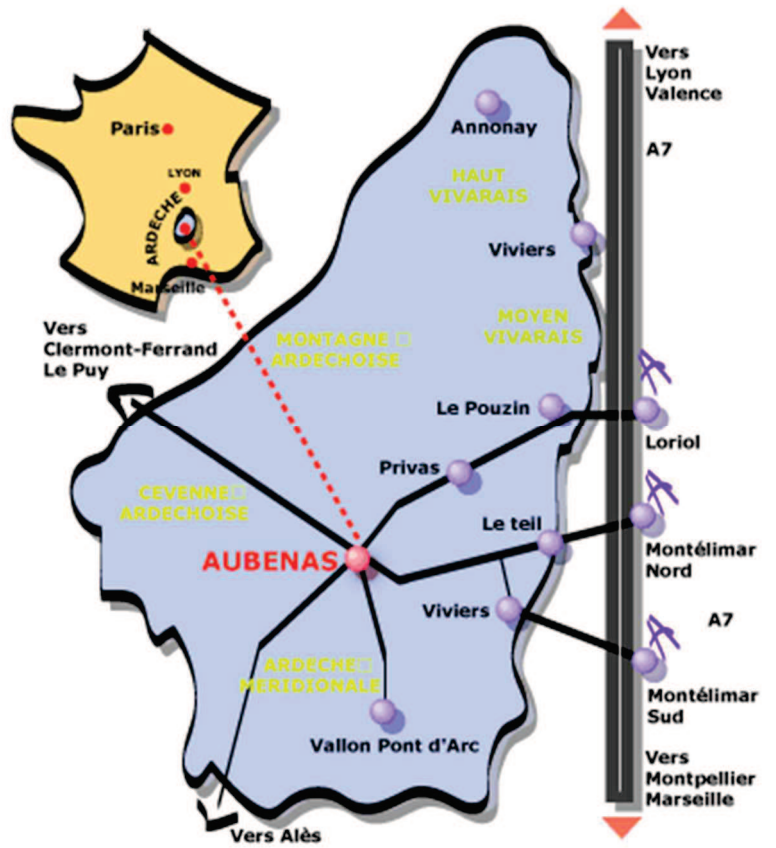 Paris
LYON
ARDECHE
Marseille
Vers
Clermont-Ferrand
Le Puy
Annonay
HAUT
VIVARAIS
Viviers
MOYEN
VIVARAIS
MONTAGNE
ARDECHOISE
Le Pouzin
Privas
CEVENNE
ARDECHOISE
Le teil
AUBENAS
Viviers
ARDECHE
MERIDIONALE
Vallon Pont d'Arc
Vers Alès
Vers
Lyon
Valence
A7
A
Loriol
A
Montélimar
Nord
A7
A
Montélimar
Sud
Vers
Montpellier
Marseille